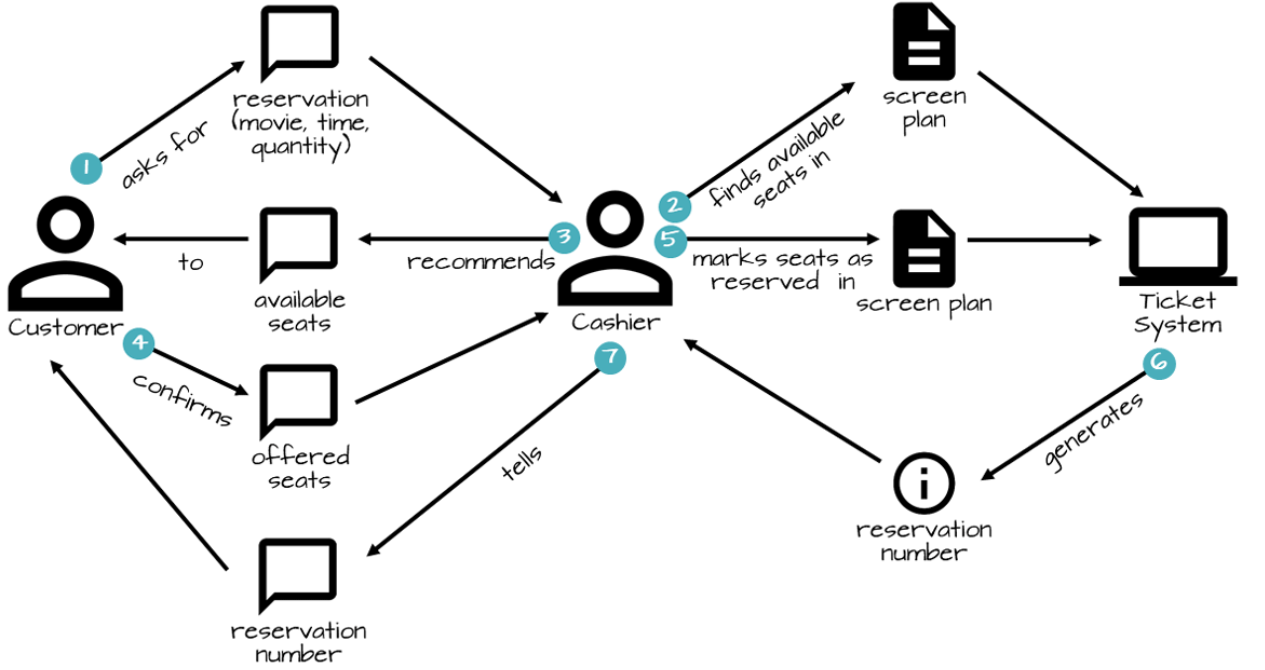 1
asks for
reservation
(movie, time,
quantity)
Customer
to
available
seats
3
recommends
Cashier
2
finds available
seats in
screen
plan
5
marks seats as
reserved in
screen plan
Ticket
System
4
confirms
offered
seats
7
tells
reservation
number
6
generates
reservation
number